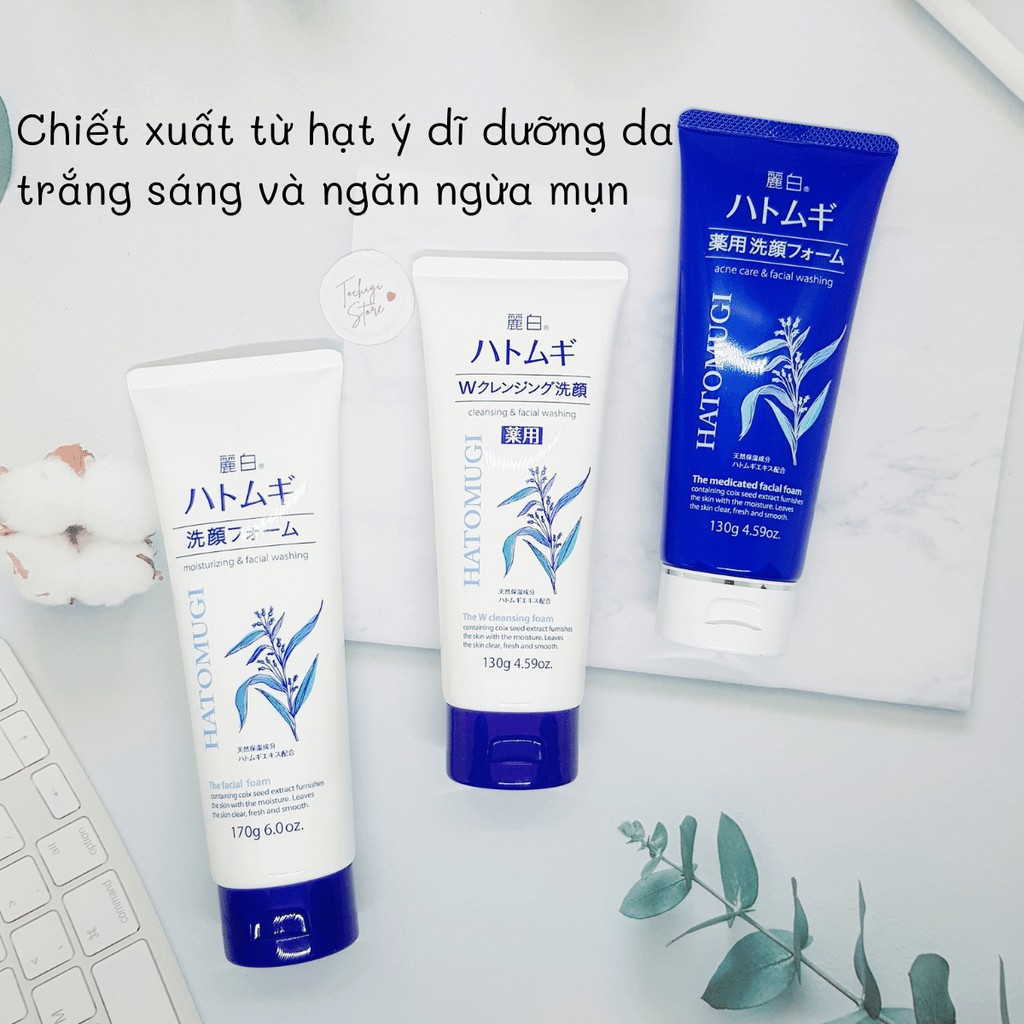 Chiết xuất từ hạt ý dĩ dưỡng da
trắng sáng và ngăn ngừa mụn
Tochigi
Store
麗白®
ハトムギ
洗顔フォーム
moisturizing & facial washing
HATOMUGI
天然保湿成分
ハトムギエキス配合
The facial foam
containing coix seed extract furnishes
the skin with the moisture. Leaves
the skin clear, fresh and smooth.
170g 6.0oz.
麗白®
ハトムギ
Wクレンジング洗顔
cleansing & facial washing
薬用
HATOMUGI
天然保湿成分
ハトムギエキス配合
The W cleansing foam
containing coix seed extract furnishes
the skin with the moisture. Leaves
the skin clear, fresh and smooth.
130g 4.59oz.
麗白®
ハトムギ
薬用洗顔フォーム
acne care & facial washing
HATOMUGI
天然保湿成分
ハトムギエキス配合
The medicated facial foam
containing coix seed extract furnishes
the skin with the moisture. Leaves
the skin clear, fresh and smooth.
130g 4.59oz.
alt
option
⌘
command
M